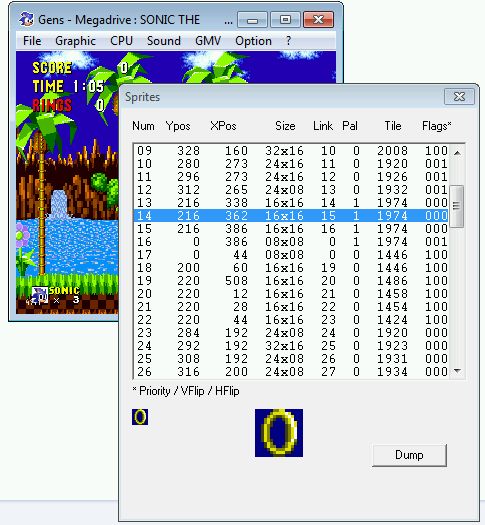 Gens - Megadrive : SONIC THE ...
File Graphic CPU Sound GMV Option ?
SCORE 0
TIME 1:05
RINGS 0
SONIC
× 3
Sprites
Num Ypos XPos Size Link Pal Tile Flags*
09 328 160 32x16 10 0 2008 100
10 280 273 24x16 11 0 1920 001
11 296 273 24x16 12 0 1926 001
12 312 265 24x08 13 0 1932 001
13 216 338 16x16 14 1 1974 000
14 216 362 16x16 15 1 1974 000
15 216 386 16x16 16 1 1974 000
16 0 386 08x08 0 1 1974 001
17 0 44 08x08 0 0 1446 100
18 200 60 16x16 19 0 1446 100
19 220 508 16x16 20 0 1486 100
20 220 12 16x16 21 0 1458 100
21 220 28 16x16 22 0 1454 100
22 220 44 16x16 23 0 1424 100
23 284 192 24x08 24 0 1920 000
24 292 192 32x16 25 0 1923 000
25 308 192 24x08 26 0 1931 000
26 316 200 24x08 27 0 1934 000
* Priority / VFlip / HFlip
Dump